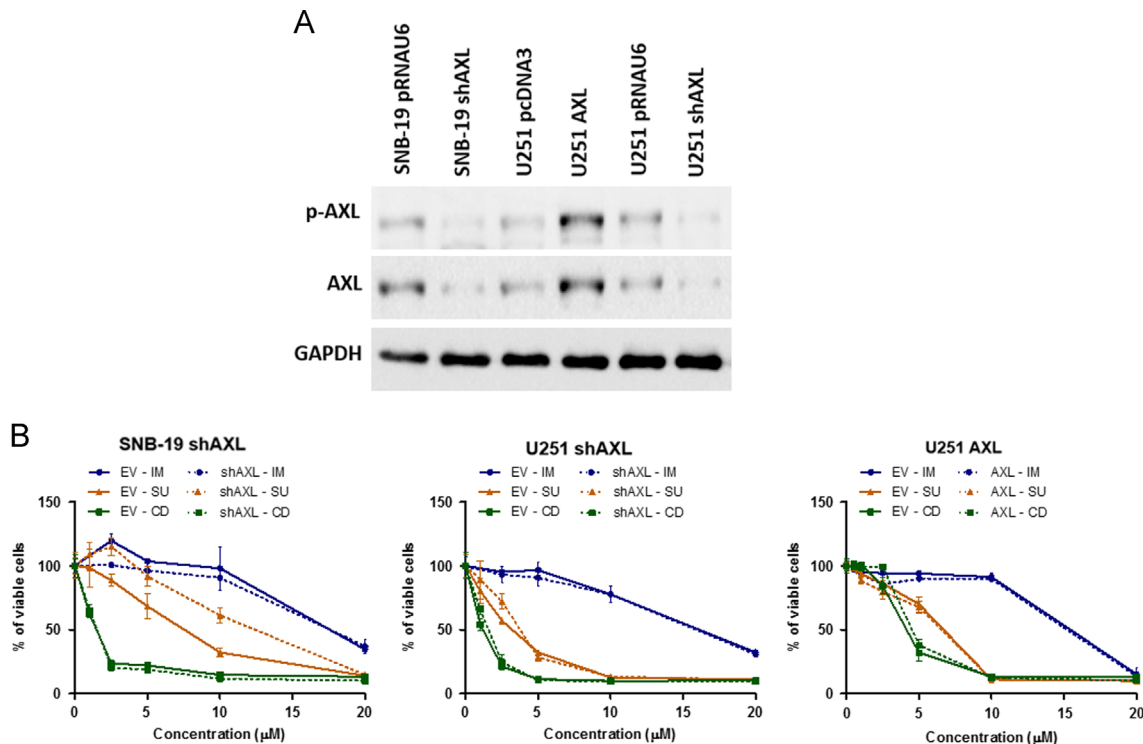 A
SNB-19 pRNAU6
SNB-19 shAXL
U251 pcDNA3
U251 AXL
U251 pRNAU6
U251 shAXL
p-AXL
AXL
GAPDH
B
SNB-19 shAXL
EV - IM shAXL - IM
EV - SU shAXL - SU
EV - CD shAXL - CD
150
100
50
0
% of viable cells
0 5 10 15 20
Concentration (µM)
U251 shAXL
EV - IM shAXL - IM
EV - SU shAXL - SU
EV - CD shAXL - CD
150
100
50
0
% of viable cells
0 5 10 15 20
Concentration (µM)
U251 AXL
EV - IM AXL - IM
EV - SU AXL - SU
EV - CD AXL - CD
150
100
50
0
% of viable cells
0 5 10 15 20
Concentration (µM)